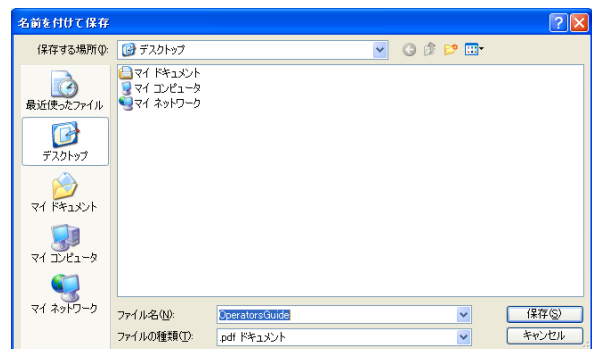 名前を付けて保存
保存する場所(I):
デスクトップ
マイ ドキュメント
マイ コンピュータ
マイ ネットワーク
最近使ったファイル
デスクトップ
マイ ドキュメント
マイ コンピュータ
マイ ネットワーク
ファイル名(N):
OperatorsGuide
保存(S)
ファイルの種類(T):
.pdf ドキュメント
キャンセル